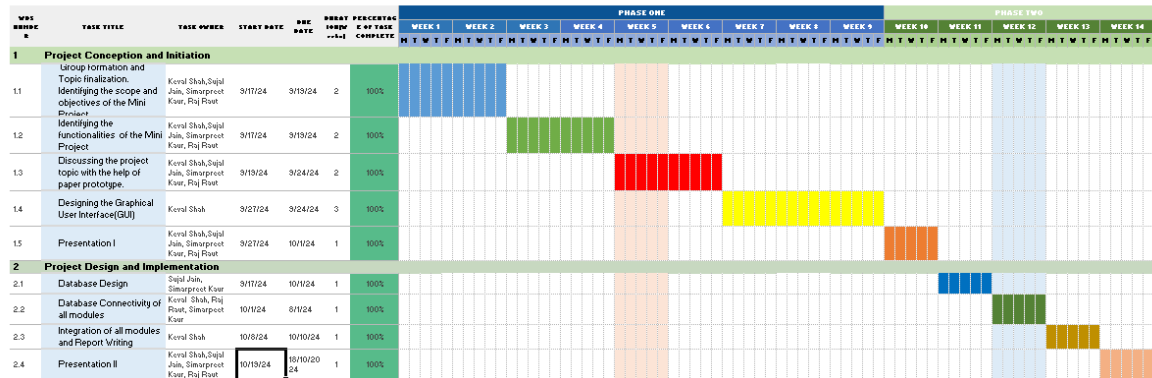 PHASE ONE PHASE TWO
WBS NUMBER TASK TITLE TASK OWNER START DATE DUE DATE PERCENTAGE OF TASK COMPLETE WEEK 1 WEEK 2 WEEK 3 WEEK 4 WEEK 5 WEEK 6 WEEK 7 WEEK 8 WEEK 9 WEEK 10 WEEK 11 WEEK 12 WEEK 13 WEEK 14
M T W T F M T W T F M T W T F M T W T F M T W T F M T W T F M T W T F M T W T F M T W T F M T W T F M T W T F M T W T F M T W T F M T W T F
1 Project Conception and Initiation
Group Formation and
Topic finalization.
Identifying the scope and
objectives of the Mini
Project
1.1 Keval Shah,Sujal
Jain, Simarpreet
Kaur, Raj Raut
9/17/24 9/19/24 2 100%
Identifying the
functionalities of the Mini
Project
1.2 Keval Shah,Sujal
Jain, Simarpreet
Kaur, Raj Raut
9/17/24 9/19/24 2 100%
Discussing the project
topic with the help of
paper prototype.
1.3 Keval Shah,Sujal
Jain, Simarpreet
Kaur, Raj Raut
9/19/24 9/24/24 2 100%
Designing the Graphical
User Interface(GUI)
1.4 Keval Shah 9/27/24 9/24/24 3 100%
1.5 Presentation I Keval Shah,Sujal
Jain, Simarpreet
Kaur, Raj Raut
9/27/24 10/1/24 1 100%
2 Project Design and Implementation
2.1 Database Design Sujal Jain,
Simarpreet Kaur
9/17/24 10/1/24 1 100%
Database Connectivity of
all modules
2.2 Keval Shah, Raj
Raut, Simarpreet
Kaur
10/1/24 8/1/24 1 100%
Integration of all modules
and Report Writing
2.3 Keval Shah 10/8/24 10/10/24 1 100%
2.4 Presentation II Keval Shah,Sujal
Jain, Simarpreet
Kaur, Raj Raut
10/19/24 18/10/20
24
1 100%